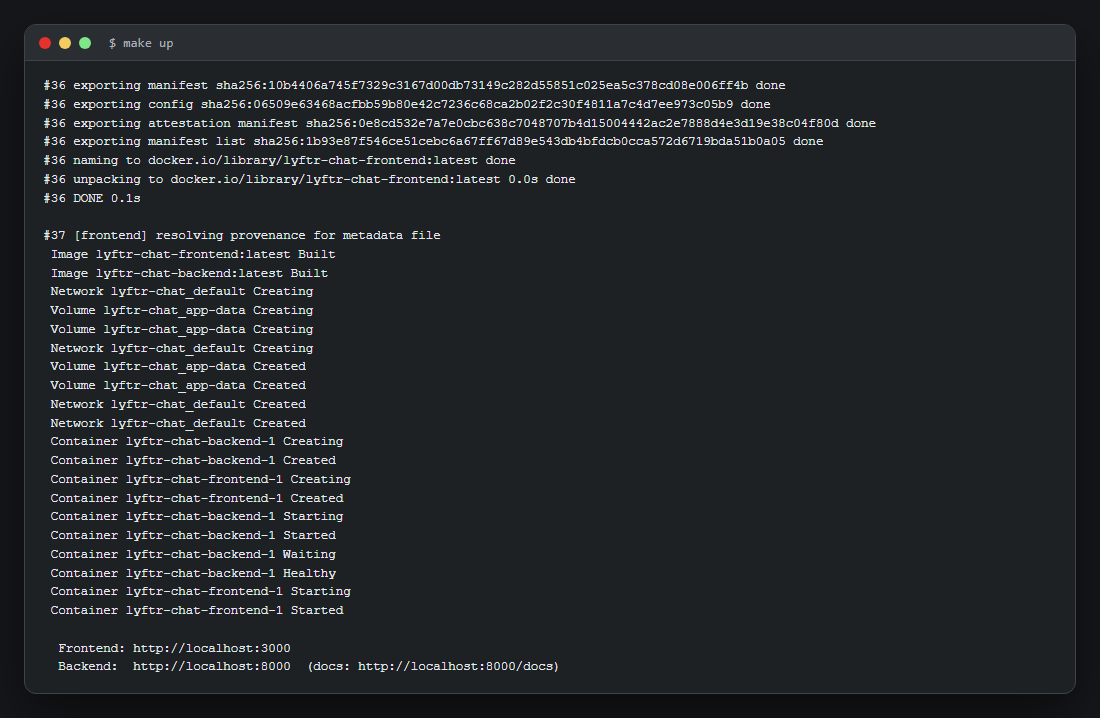 $ make up
#36 exporting manifest sha256:10b4406a745f7329c3167d00db73149c282d55851c025ea5c378cd08e006ff4b done
#36 exporting config sha256:06509e63468acfbb59b80e42c7236c68ca2b02f2c30f4811a7c4d7ee973c05b9 done
#36 exporting attestation manifest sha256:0e8cd532e7a7e0cbc638c7048707b4d15004442ac2e7888d4e3d19e38c04f80d done
#36 exporting manifest list sha256:1b93e87f546ce51cebc6a67ff67d89e543db4bfdcb0cca572d6719bda51b0a05 done
#36 naming to docker.io/library/lyftr-chat-frontend:latest done
#36 unpacking to docker.io/library/lyftr-chat-frontend:latest 0.0s done
#36 DONE 0.1s
#37 [frontend] resolving provenance for metadata file
Image lyftr-chat-frontend:latest Built
Image lyftr-chat-backend:latest Built
Network lyftr-chat_default Creating
Volume lyftr-chat_app-data Creating
Volume lyftr-chat_app-data Creating
Network lyftr-chat_default Creating
Volume lyftr-chat_app-data Created
Volume lyftr-chat_app-data Created
Network lyftr-chat_default Created
Network lyftr-chat_default Created
Container lyftr-chat-backend-1 Creating
Container lyftr-chat-backend-1 Created
Container lyftr-chat-frontend-1 Creating
Container lyftr-chat-frontend-1 Created
Container lyftr-chat-backend-1 Starting
Container lyftr-chat-backend-1 Started
Container lyftr-chat-backend-1 Waiting
Container lyftr-chat-backend-1 Healthy
Container lyftr-chat-frontend-1 Starting
Container lyftr-chat-frontend-1 Started
Frontend: http://localhost:3000
Backend:  http://localhost:8000  (docs: http://localhost:8000/docs)